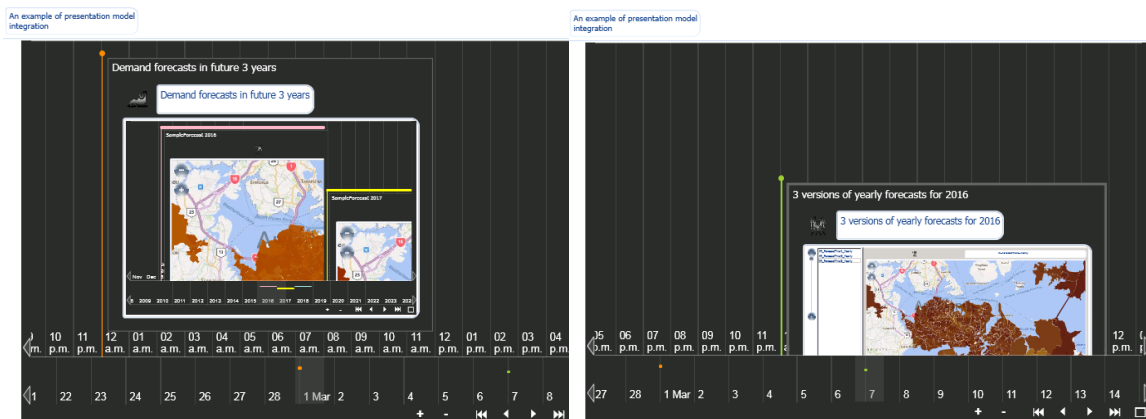 An example of presentation model
integration
Demand forecasts in future 3 years
Demand forecasts in future 3 years
SampleForecast 2016
SampleForecast 2017
Nov Dec
2009 2010 2011 2012 2013 2014 2015 2016 2017 2018 2019 2020 2021 2022 2023
10 11 12 01 02 03 04 05 06 07 08 09 10 11 12 01 02 03 04
m. p.m. p.m. a.m. a.m. a.m. a.m. a.m. a.m. a.m. a.m. a.m. a.m. a.m. p.m. p.m. p.m. p.m. p.m.
21 22 23 24 25 26 27 28 1 Mar 2 3 4 5 6 7 8
An example of presentation model
integration
3 versions of yearly forecasts for 2016
3 versions of yearly forecasts for 2016
05 06 07 08 09 10 11 12
p.m. p.m. p.m. p.m. p.m. p.m. p.m. p.m.
27 28 1 Mar 2 3 4 5 6 7 8 9 10 11 12 13 14